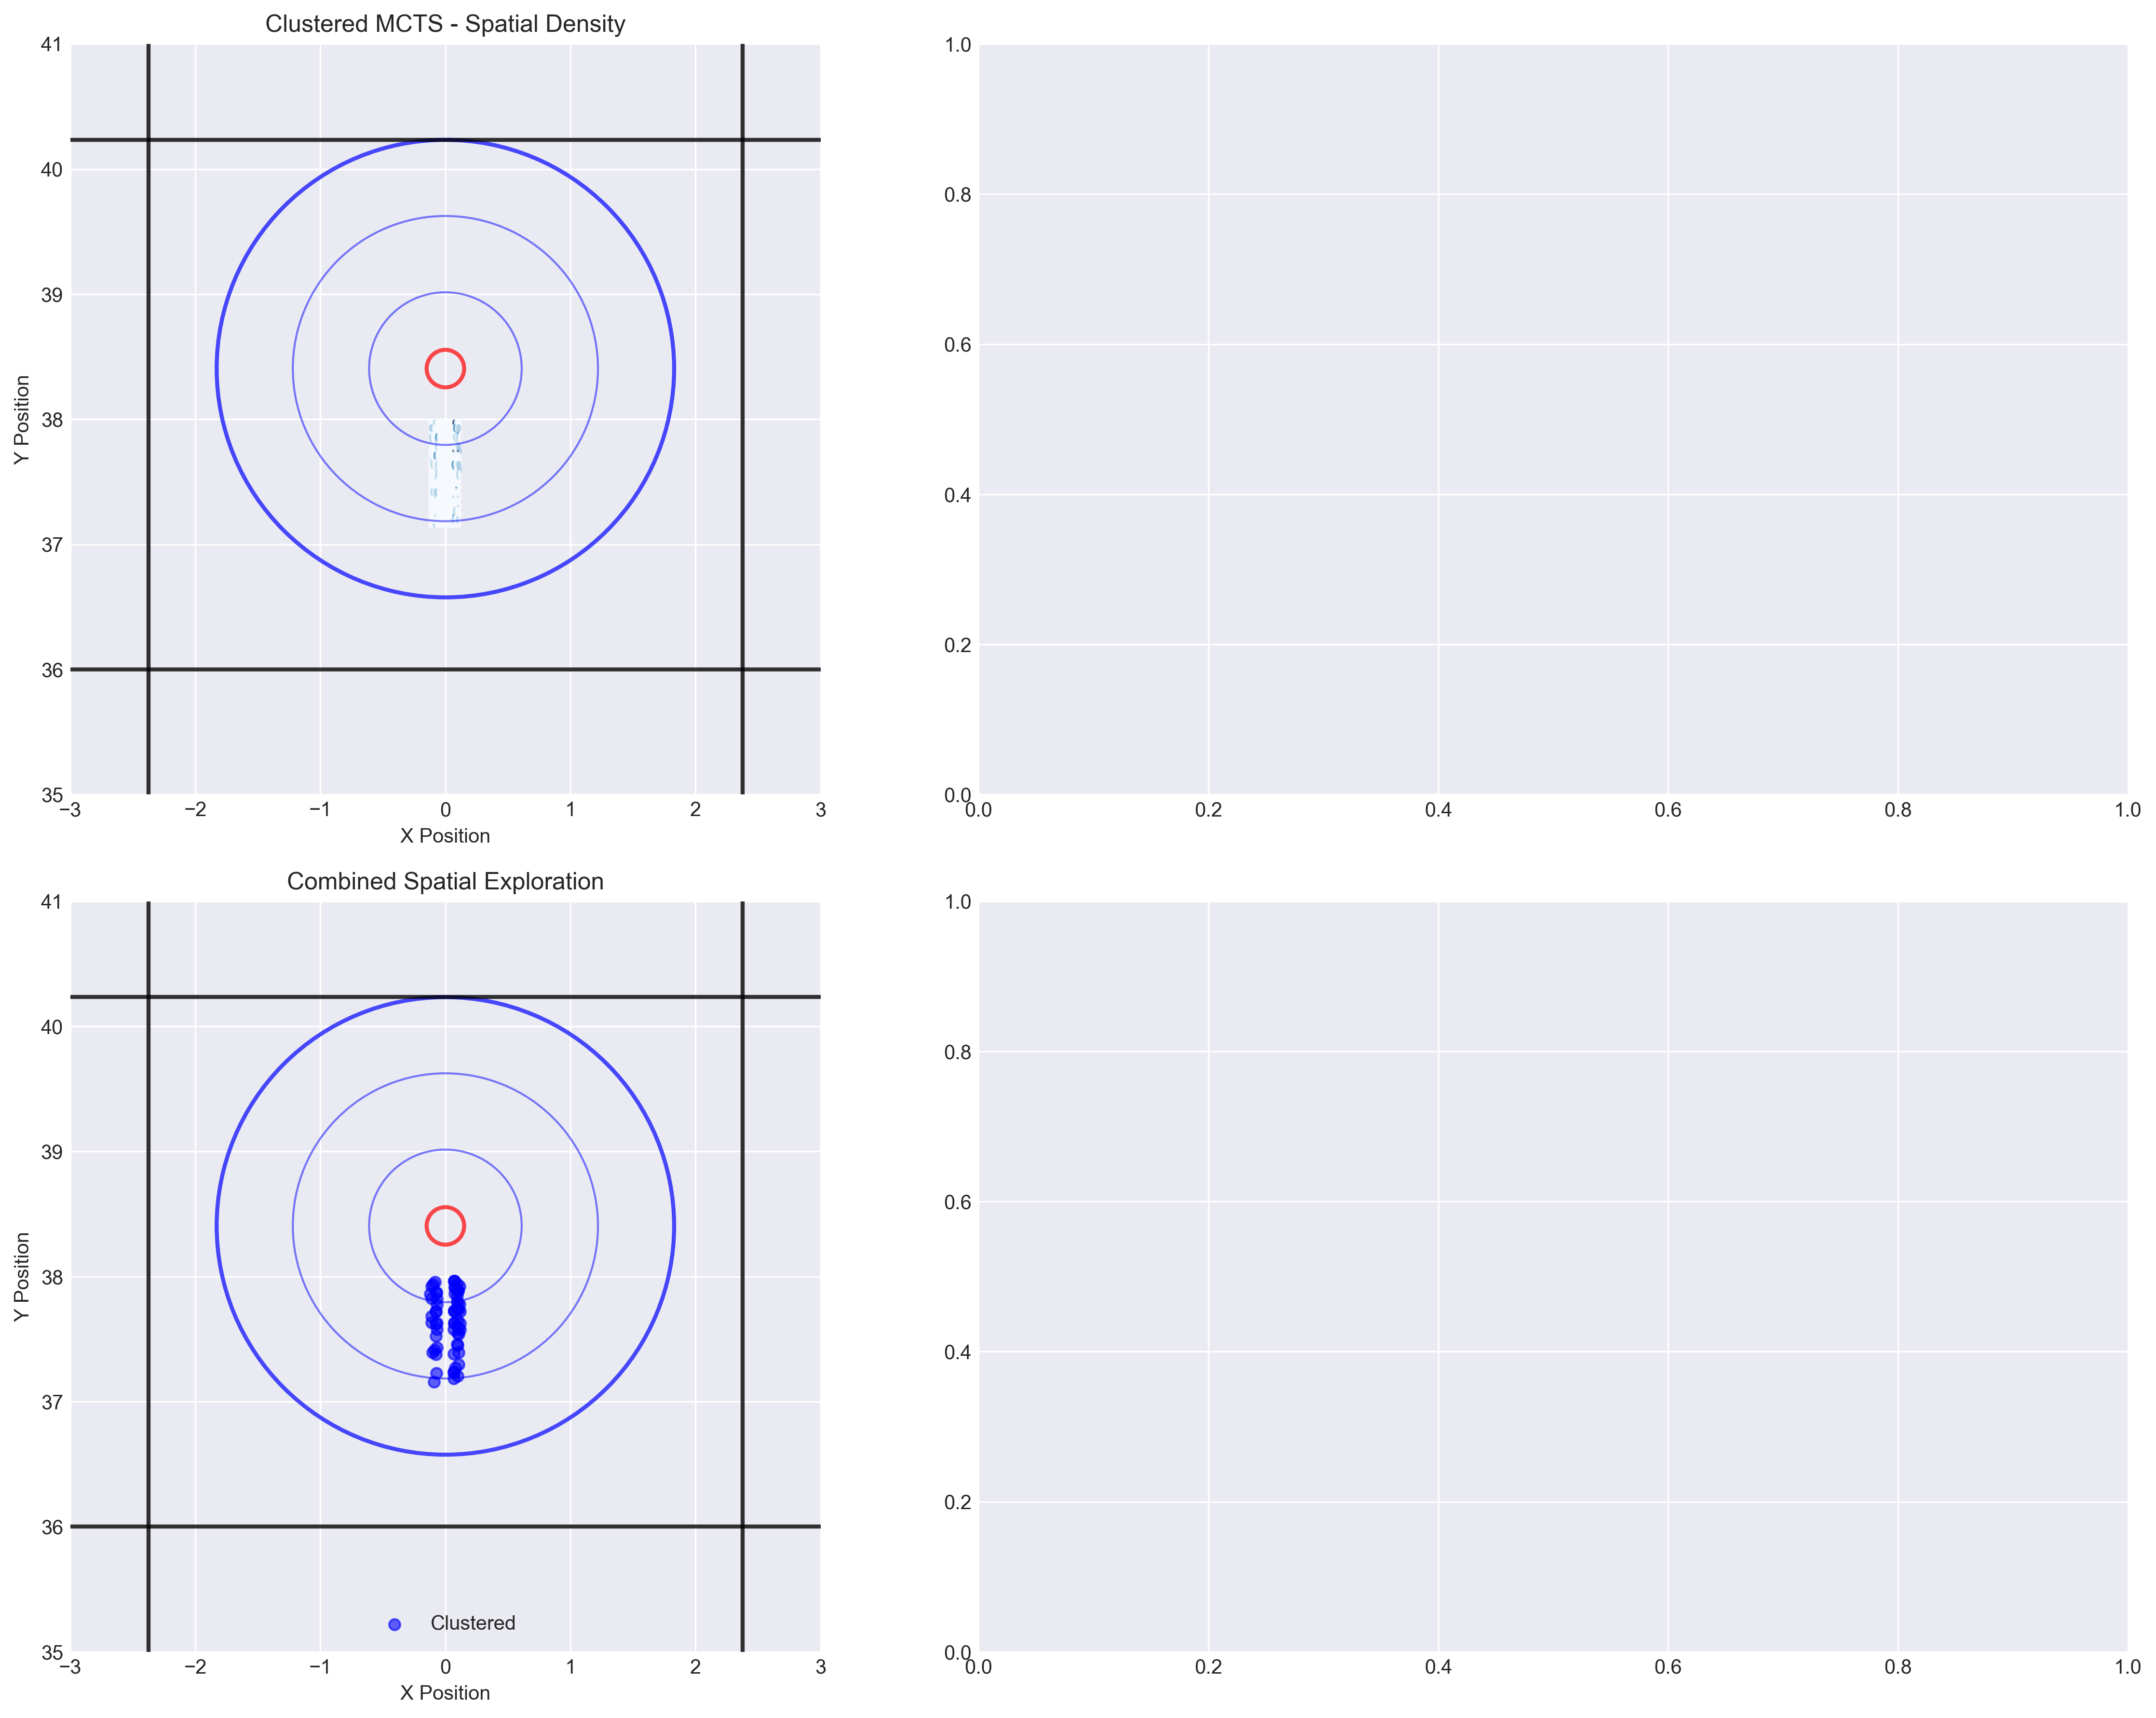 Clustered MCTS - Spatial Density
41
40
39
38
37
36
35
Y Position
−3 −2 −1 0 1 2 3
X Position
1.0
0.8
0.6
0.4
0.2
0.0
0.0 0.2 0.4 0.6 0.8 1.0
Combined Spatial Exploration
41
40
39
38
37
36
35
Y Position
Clustered
−3 −2 −1 0 1 2 3
X Position
1.0
0.8
0.6
0.4
0.2
0.0
0.0 0.2 0.4 0.6 0.8 1.0